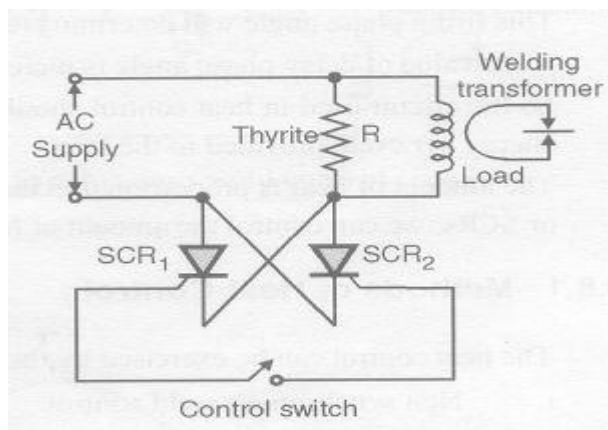 Welding
transformer
AC
Supply
Thyrite
R
Load
SCR1
SCR2
Control switch